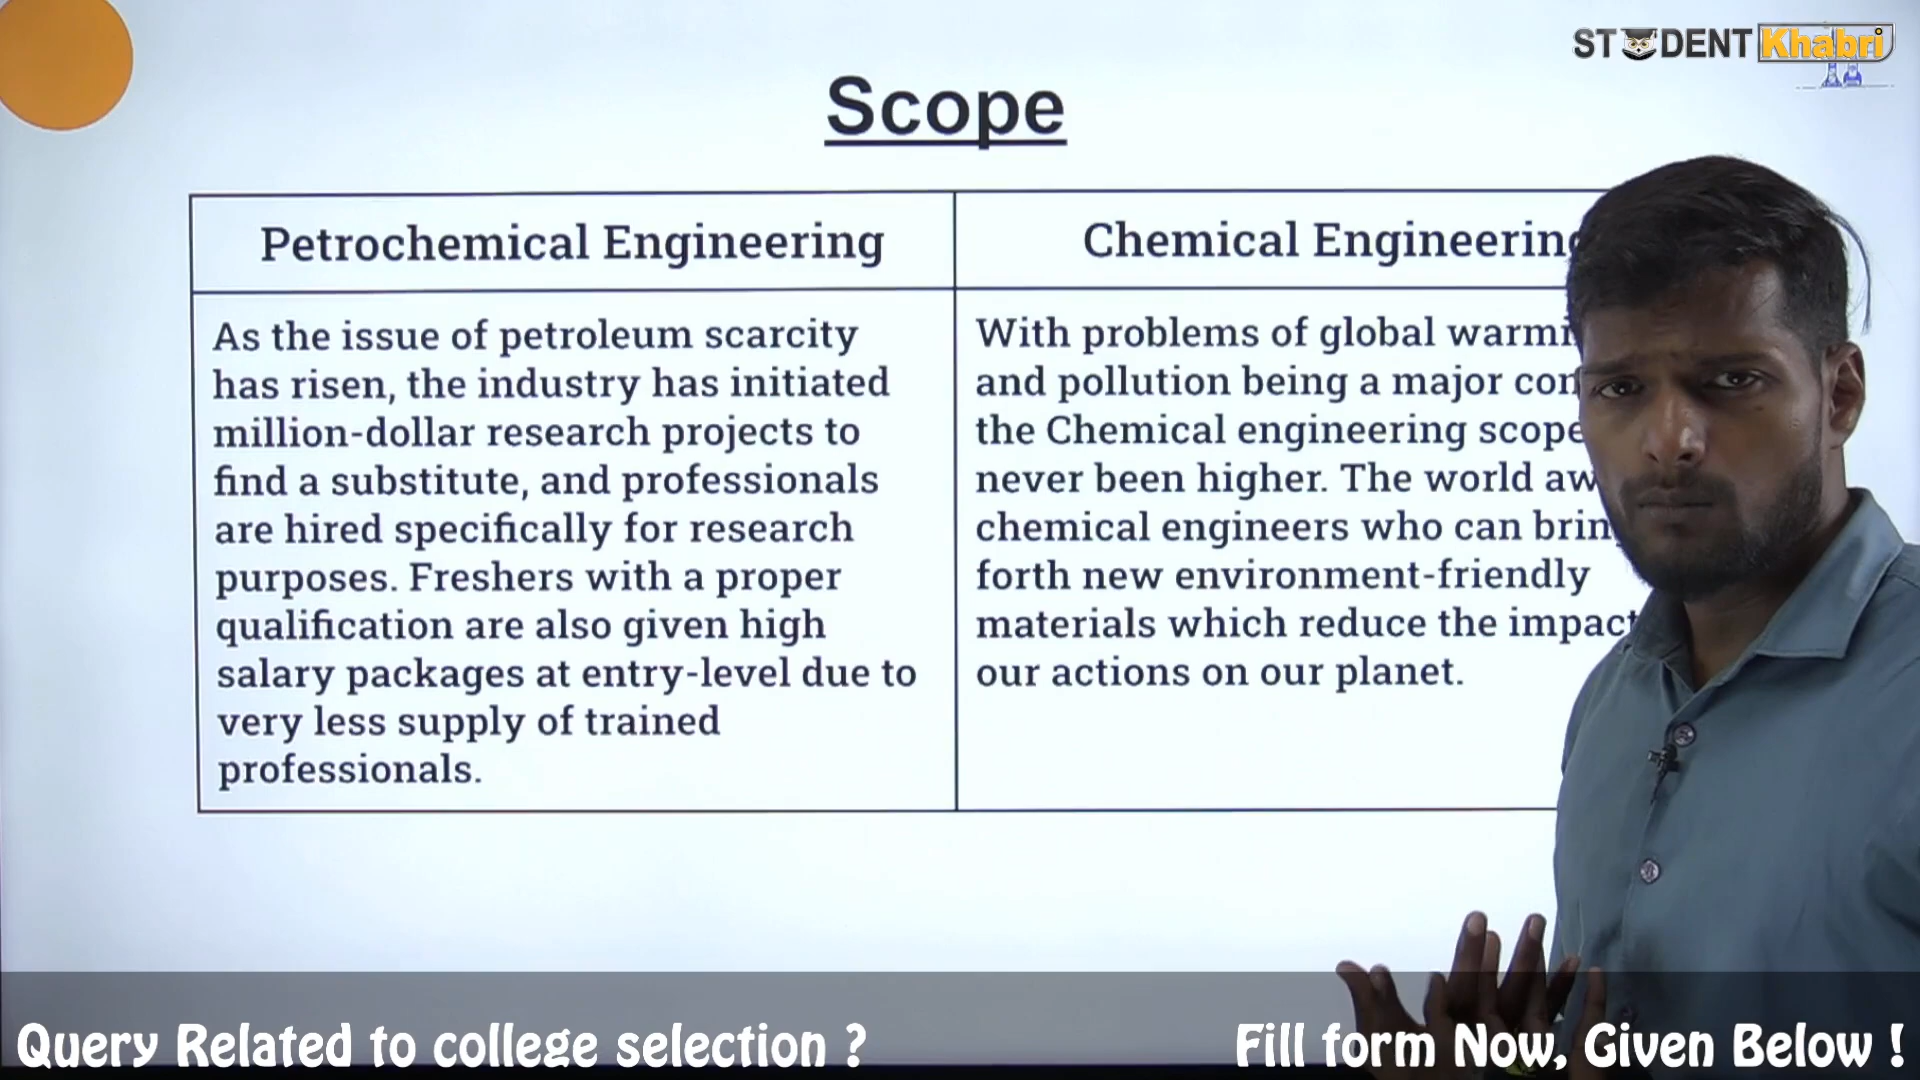 STUDENT Khabri
Scope
Petrochemical Engineering
Chemical Engineering
As the issue of petroleum scarcity
has risen, the industry has initiated
million-dollar research projects to
find a substitute, and professionals
are hired specifically for research
purposes. Freshers with a proper
qualification are also given high
salary packages at entry-level due to
very less supply of trained
professionals.
With problems of global
and pollution being a major
the Chemical engineering scope
never been higher. The world
chemical engineers who can bring
forth new environment-friendly
materials which reduce the impact
our actions on our planet.
Query Related to college selection ?
Fill form Now, Given Below !